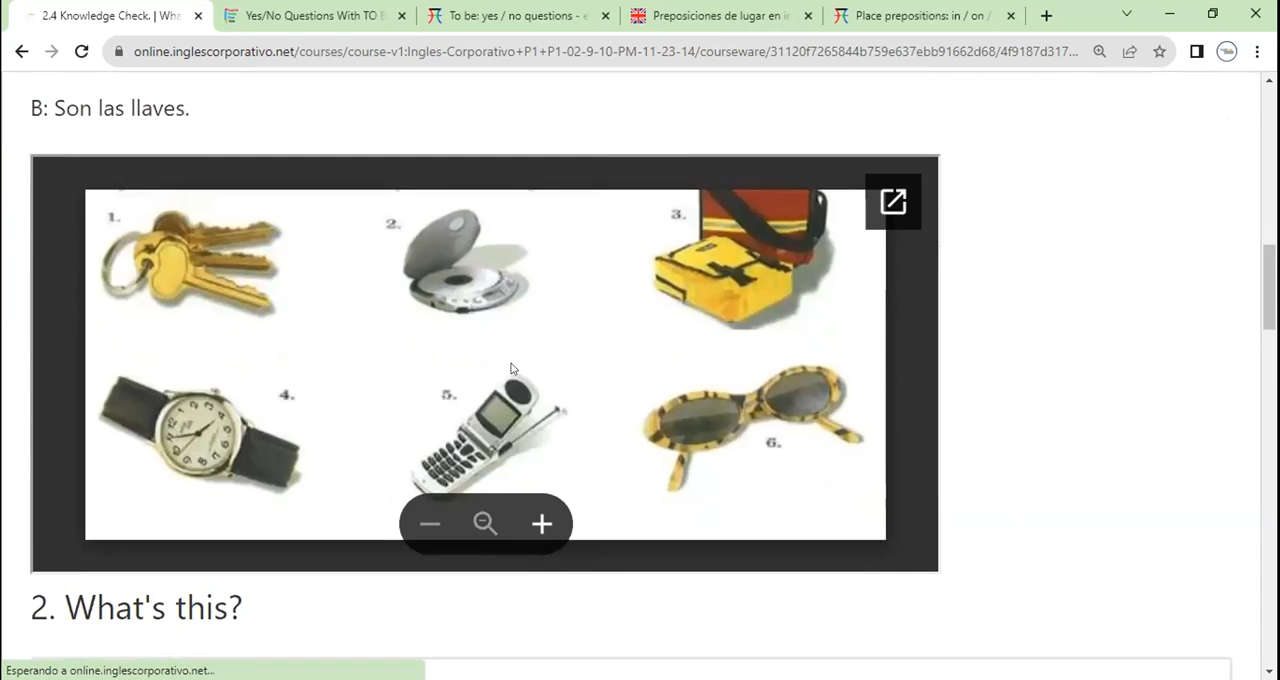 2.4 Knowledge Check. | Wha
Yes/No Questions With TO B
To be: yes / no questions - e
Preposiciones de lugar en in
Place prepositions: in / on /
online.inglescorporativo.net/courses/course-v1:Ingles-Corporativo+P1+P1-02-9-10-PM-11-23-14/courseware/31120f7265844b759e637ebb91662d68/4f9187d317...
B: Son las llaves.
1.
2.
3.
4.
5.
6.
2. What's this?
Esperando a online.inglescorporativo.net...